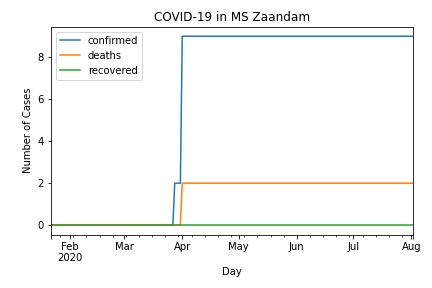 COVID-19 in MS Zaandam
confirmed
deaths
recovered
Number of Cases
8
6
4
2
0
Feb Mar Apr May Jun Jul Aug
2020
Day